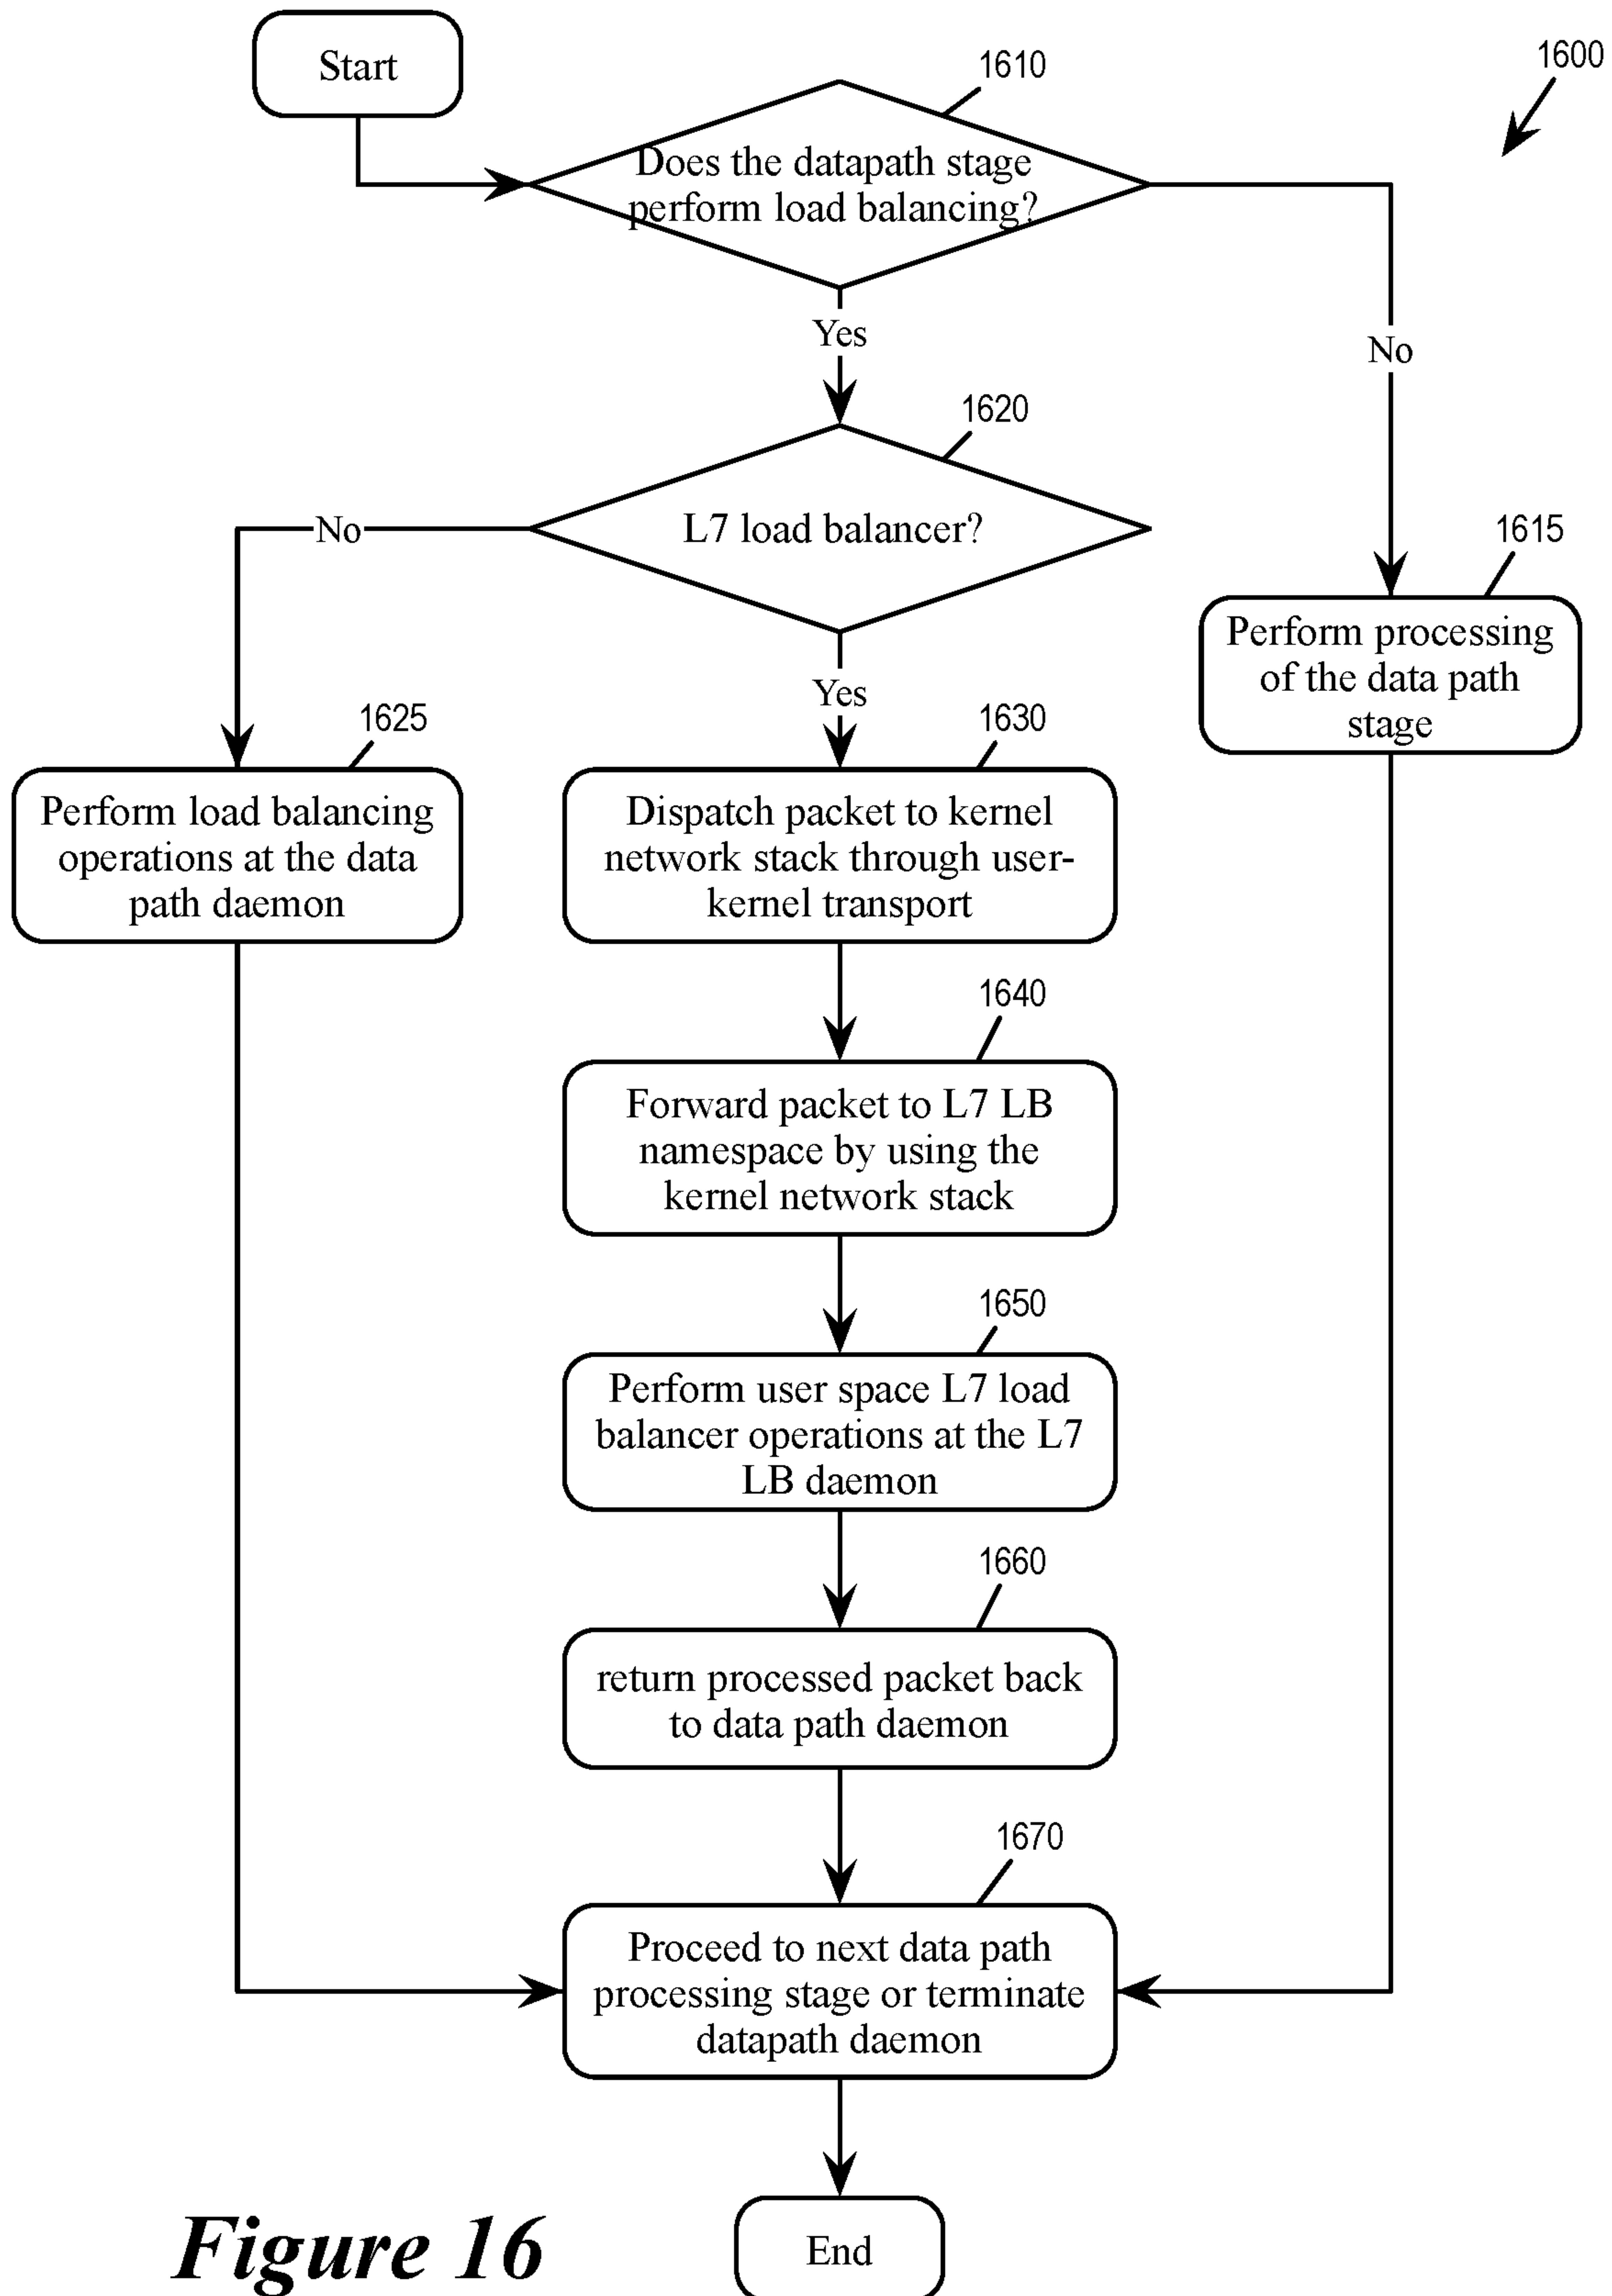 Start
1610
1600
Does the datapath stage
perform load balancing?
Yes
No
1620
L7 load balancer?
No
1615
Perform processing
of the data path
stage
Yes
1625
1630
Perform load balancing
operations at the data
path daemon
Dispatch packet to kernel
network stack through user-
kernel transport
1640
Forward packet to L7 LB
namespace by using the
kernel network stack
1650
Perform user space L7 load
balancer operations at the L7
LB daemon
1660
return processed packet back
to data path daemon
1670
Proceed to next data path
processing stage or terminate
datapath daemon
End
Figure 16